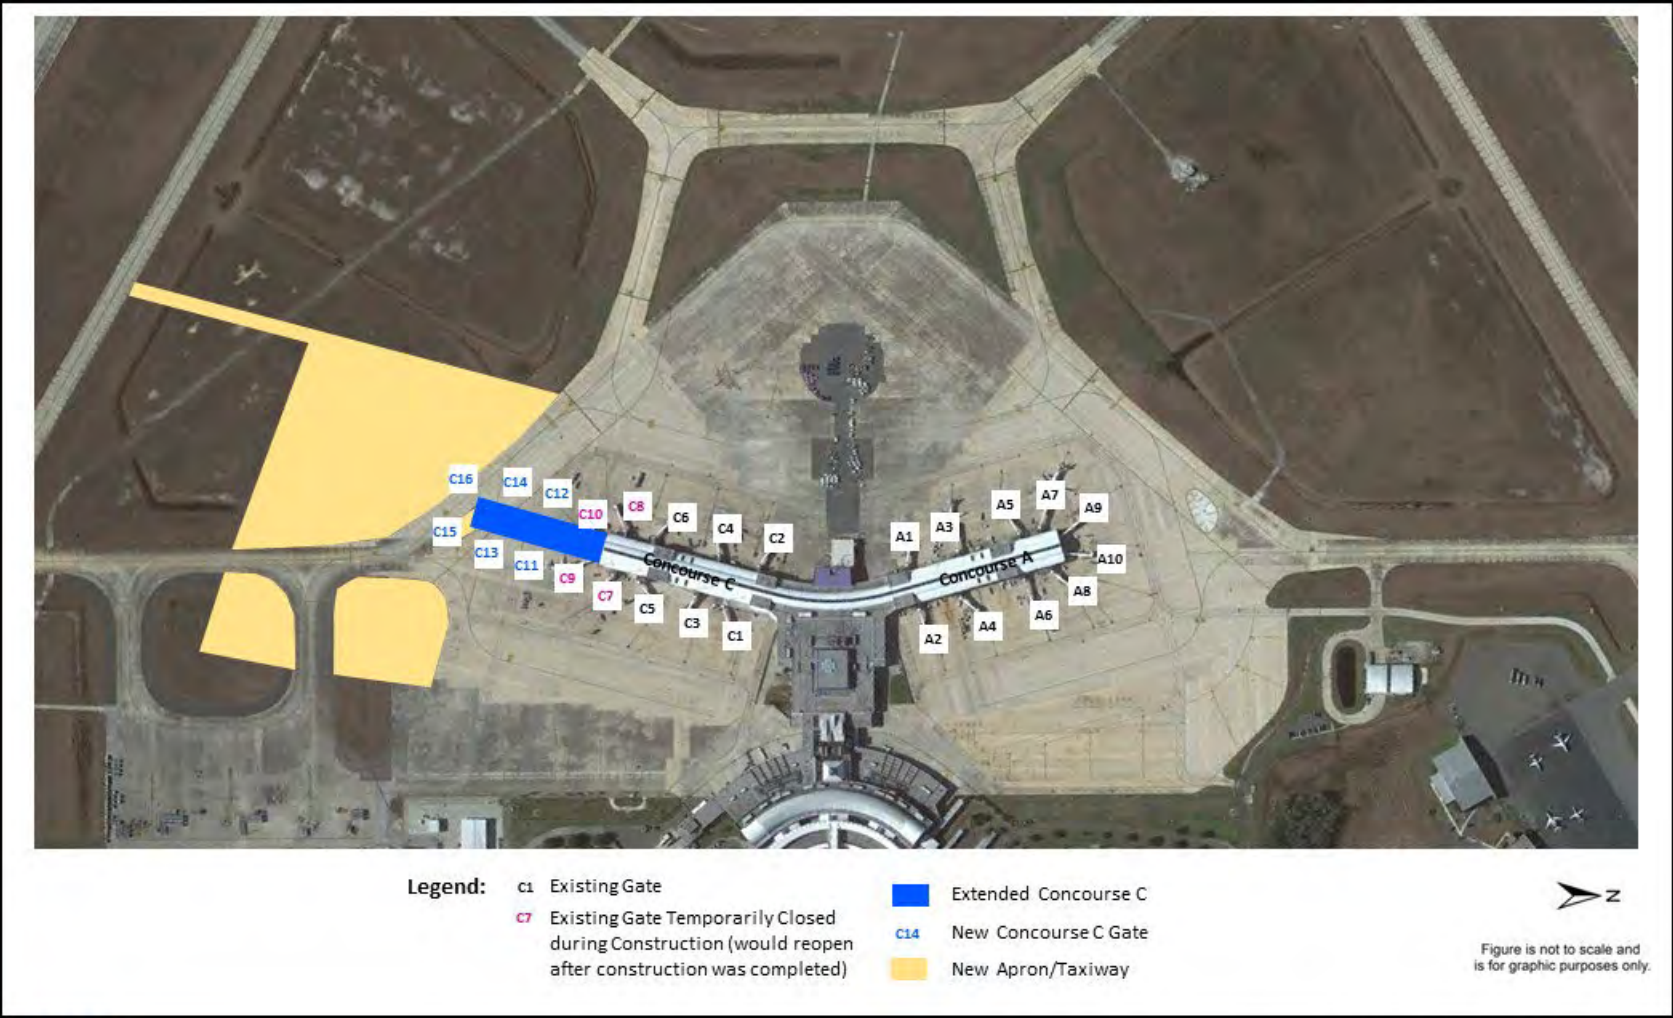 C16
C14
C12
C10
C8
C6
C4
C2
C15
C13
C11
C9
C7
C5
C3
C1
Concourse C
A1
A3
A5
A7
A9
A10
A8
A6
A4
A2
Concourse A
Legend:
C1 Existing Gate
C7 Existing Gate Temporarily Closed
during Construction (would reopen
after construction was completed)
Extended Concourse C
C14 New Concourse C Gate
New Apron/Taxiway
N
Figure is not to scale and
is for graphic purposes only.